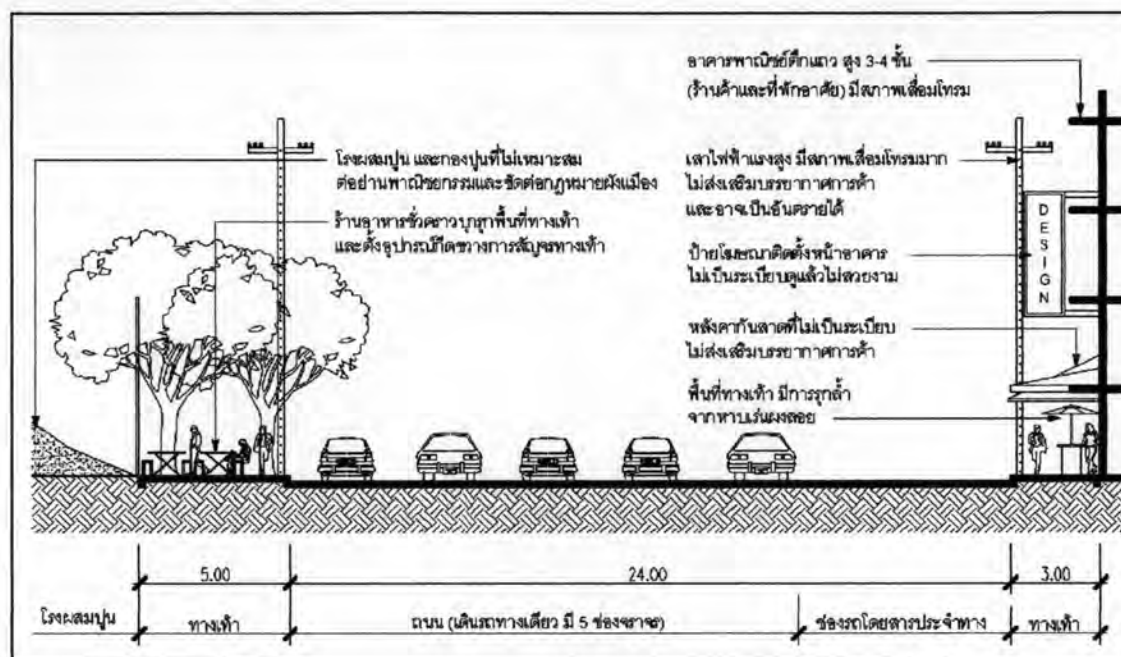 อาคารพาณิชย์ตึกแถว สูง 3-4 ชั้น
(ร้านค้าและที่พักอาศัย) มีสภาพเสื่อมโทรม
โรงผสมปูน และกองปูนที่ไม่เหมาะสม
ต่อย่านพาณิชยกรรมและขัดต่อกฎหมายผังเมือง
ร้านอาหารชั่วคราวบุกรุกพื้นที่ทางเท้า
และตั้งอุปกรณ์กีดขวางการสัญจรทางเท้า
เสาไฟฟ้าแรงสูง มีสภาพเสื่อมโทรมมาก
ไม่ส่งเสริมบรรยากาศการค้า
และอาจเป็นอันตรายได้
ป้ายโฆษณาติดตั้งหน้าอาคาร
ไม่เป็นระเบียบดูแล้วไม่สวยงาม
DESIGN
หลังคากันสาดที่ไม่เป็นระเบียบ
ไม่ส่งเสริมบรรยากาศการค้า
พื้นที่ทางเท้า มีการรุกล้ำ
จากหาบเร่แผงลอย
5.00 24.00 3.00
โรงผสมปูน ทางเท้า ถนน (เดินรถทางเดียว มี 5 ช่องจราจร) ช่องรถโดยสารประจำทาง ทางเท้า